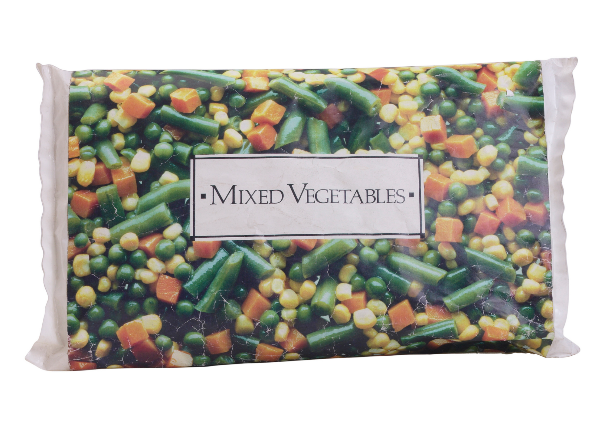 ▪ MIXED VEGETABLES ▪